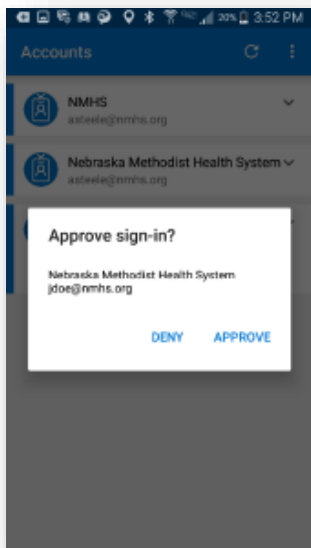 20% 3:52 PM
Accounts
NMHS
asteele@nmhs.org
Nebraska Methodist Health System
asteele@nmhs.org
Approve sign-in?
Nebraska Methodist Health System
jdoe@nmhs.org
DENY APPROVE